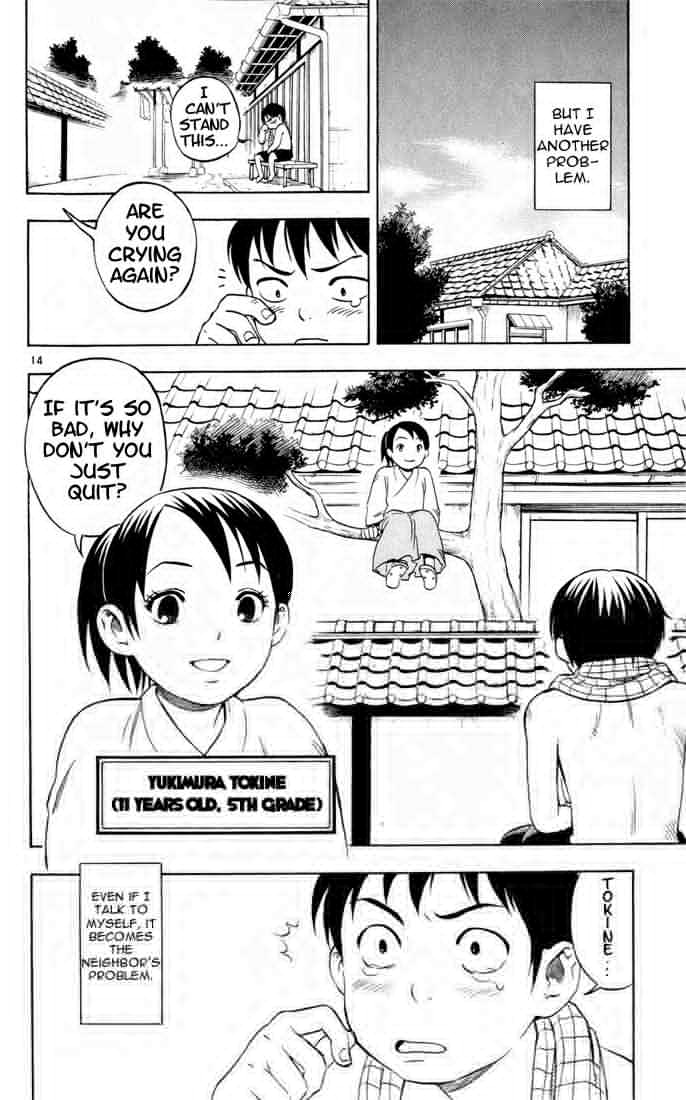 BUT I
HAVE
ANOTHER
PROB-
LEM.
I
CAN'T
STAND
THIS...
ARE
YOU
CRYING
AGAIN?
14
IF IT'S SO
BAD, WHY
DON'T YOU
JUST
QUIT?
YUKIMURA TOKINE
(11 YEARS OLD, 5TH GRADE)
TOKINE...
EVEN IF I
TALK TO
MYSELF, IT
BECOMES
THE
NEIGHBOR'S
PROBLEM.